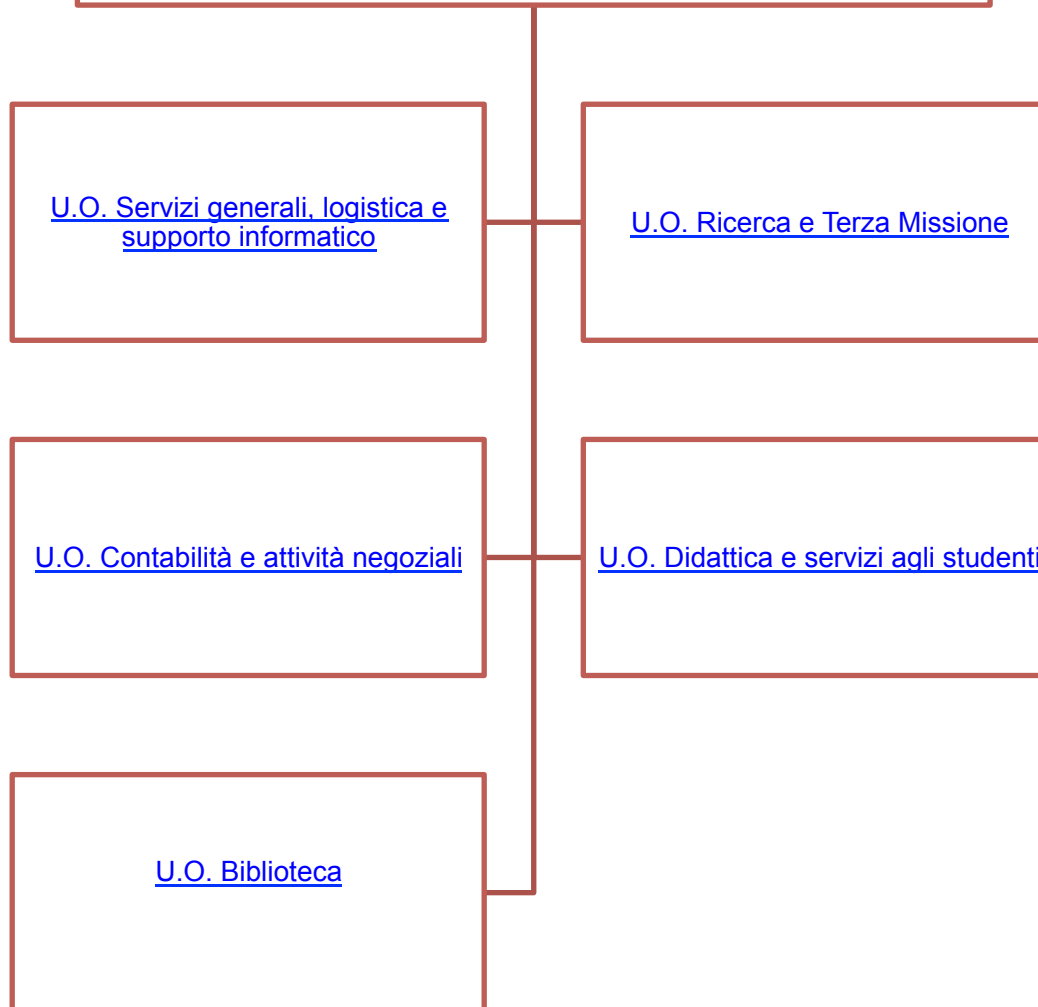 U.O. Servizi generali, logistica e
supporto informatico
U.O. Ricerca e Terza Missione
U.O. Contabilità e attività negoziali
U.O. Didattica e servizi agli studenti
U.O. Biblioteca